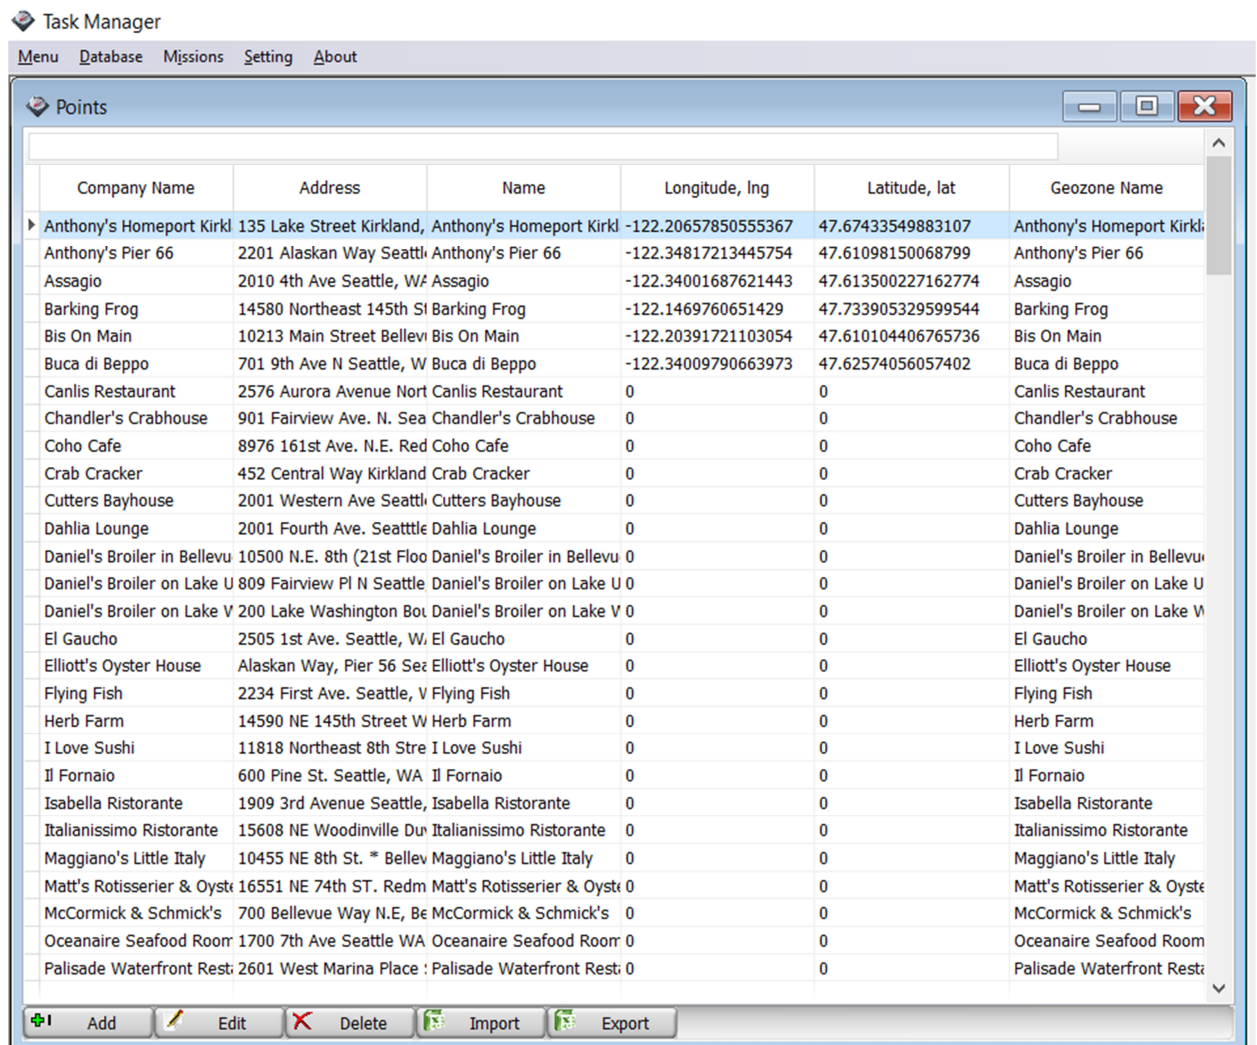 Task Manager
Menu Database Missions Setting About
Points
Company Name Address Name Longitude, lng Latitude, lat Geozone Name
Anthony's Homeport Kirkl 135 Lake Street Kirkland, Anthony's Homeport Kirkl -122.20657850555367 47.67433549883107 Anthony's Homeport Kirkl
Anthony's Pier 66 2201 Alaskan Way Seattl Anthony's Pier 66 -122.34817213445754 47.61098150068799 Anthony's Pier 66
Assagio 2010 4th Ave Seattle, WA Assagio -122.34001687621443 47.613500227162774 Assagio
Barking Frog 14580 Northeast 145th St Barking Frog -122.1469760651429 47.733905329599544 Barking Frog
Bis On Main 10213 Main Street Bellev Bis On Main -122.20391721103054 47.610104406765736 Bis On Main
Buca di Beppo 701 9th Ave N Seattle, W Buca di Beppo -122.34009790663973 47.62574056057402 Buca di Beppo
Canlis Restaurant 2576 Aurora Avenue Nort Canlis Restaurant 0 0 Canlis Restaurant
Chandler's Crabhouse 901 Fairview Ave. N. Sea Chandler's Crabhouse 0 0 Chandler's Crabhouse
Coho Cafe 8976 161st Ave. N.E. Red Coho Cafe 0 0 Coho Cafe
Crab Cracker 452 Central Way Kirkland Crab Cracker 0 0 Crab Cracker
Cutters Bayhouse 2001 Western Ave Seattl Cutters Bayhouse 0 0 Cutters Bayhouse
Dahlia Lounge 2001 Fourth Ave. Seatttle Dahlia Lounge 0 0 Dahlia Lounge
Daniel's Broiler in Bellevu 10500 N.E. 8th (21st Floo Daniel's Broiler in Bellevu 0 0 Daniel's Broiler in Bellevue
Daniel's Broiler on Lake U 809 Fairview Pl N Seattle, Daniel's Broiler on Lake U 0 0 Daniel's Broiler on Lake U
Daniel's Broiler on Lake W 200 Lake Washington Bou Daniel's Broiler on Lake W 0 0 Daniel's Broiler on Lake W
El Gaucho 2505 1st Ave. Seattle, WA El Gaucho 0 0 El Gaucho
Elliott's Oyster House Alaskan Way, Pier 56 Sea Elliott's Oyster House 0 0 Elliott's Oyster House
Flying Fish 2234 First Ave. Seattle, W Flying Fish 0 0 Flying Fish
Herb Farm 14590 NE 145th Street W Herb Farm 0 0 Herb Farm
I Love Sushi 11818 Northeast 8th Stre I Love Sushi 0 0 I Love Sushi
Il Fornaio 600 Pine St. Seattle, WA Il Fornaio 0 0 Il Fornaio
Isabella Ristorante 1909 3rd Avenue Seattle, Isabella Ristorante 0 0 Isabella Ristorante
Italianissimo Ristorante 15608 NE Woodinville Duv Italianissimo Ristorante 0 0 Italianissimo Ristorante
Maggiano's Little Italy 10455 NE 8th St. * Bellev Maggiano's Little Italy 0 0 Maggiano's Little Italy
Matt's Rotisserier & Oyste 16551 NE 74th ST. Redm Matt's Rotisserier & Oyste 0 0 Matt's Rotisserier & Oyste
McCormick & Schmick's 700 Bellevue Way N.E, Be McCormick & Schmick's 0 0 McCormick & Schmick's
Oceanaire Seafood Room 1700 7th Ave Seattle WA Oceanaire Seafood Room 0 0 Oceanaire Seafood Room
Palisade Waterfront Resta 2601 West Marina Place Palisade Waterfront Resta 0 0 Palisade Waterfront Resta
Add Edit Delete Import Export